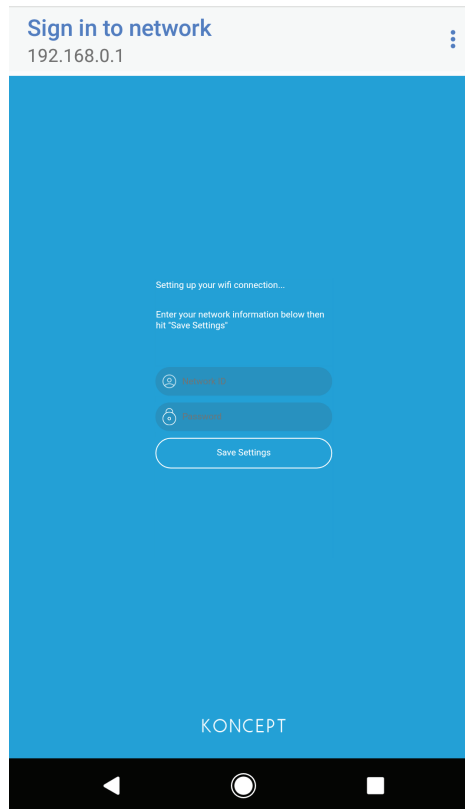 Sign in to network
192.168.0.1
Setting up your wifi connection...
Enter your network information below then
hit "Save Settings"
Save Settings
KONCEPT